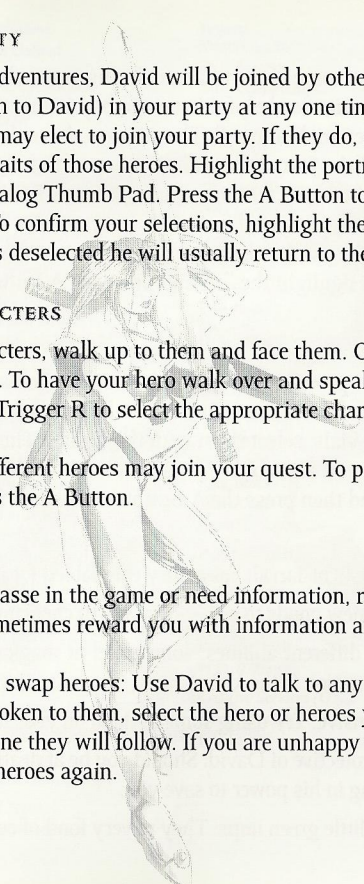 TY
dventures, David will be joined by othe
n to David) in your party at any one tim
may elect to join your party. If they do,
aits of those heroes. Highlight the portr
alog Thumb Pad. Press the A Button to
o confirm your selections, highlight the
s deselected he will usually return to the
CTERS
cters, walk up to them and face them. C
. To have your hero walk over and speak
Trigger R to select the appropriate char
fferent heroes may join your quest. To p
s the A Button.
asse in the game or need information, r
metimes reward you with information a
swap heroes: Use David to talk to any
oken to them, select the hero or heroes y
ne they will follow. If you are unhappy
heroes again.